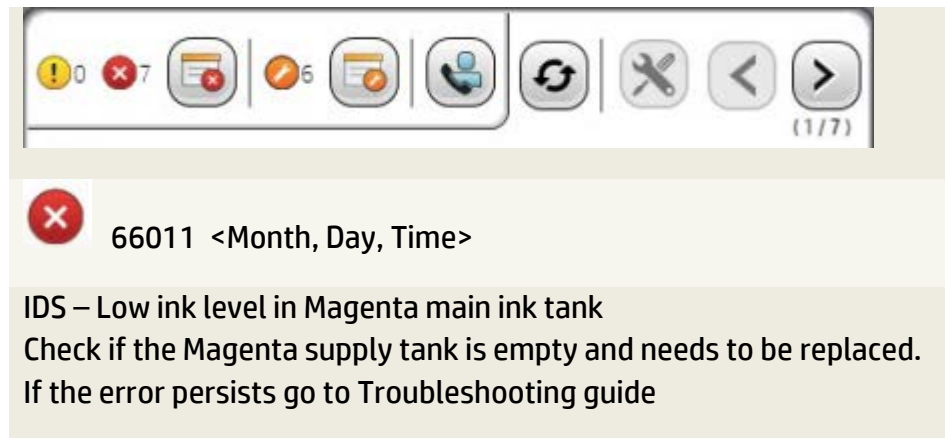 0 7 6
(1/7)
66011 <Month, Day, Time>
IDS – Low ink level in Magenta main ink tank
Check if the Magenta supply tank is empty and needs to be replaced.
If the error persists go to Troubleshooting guide